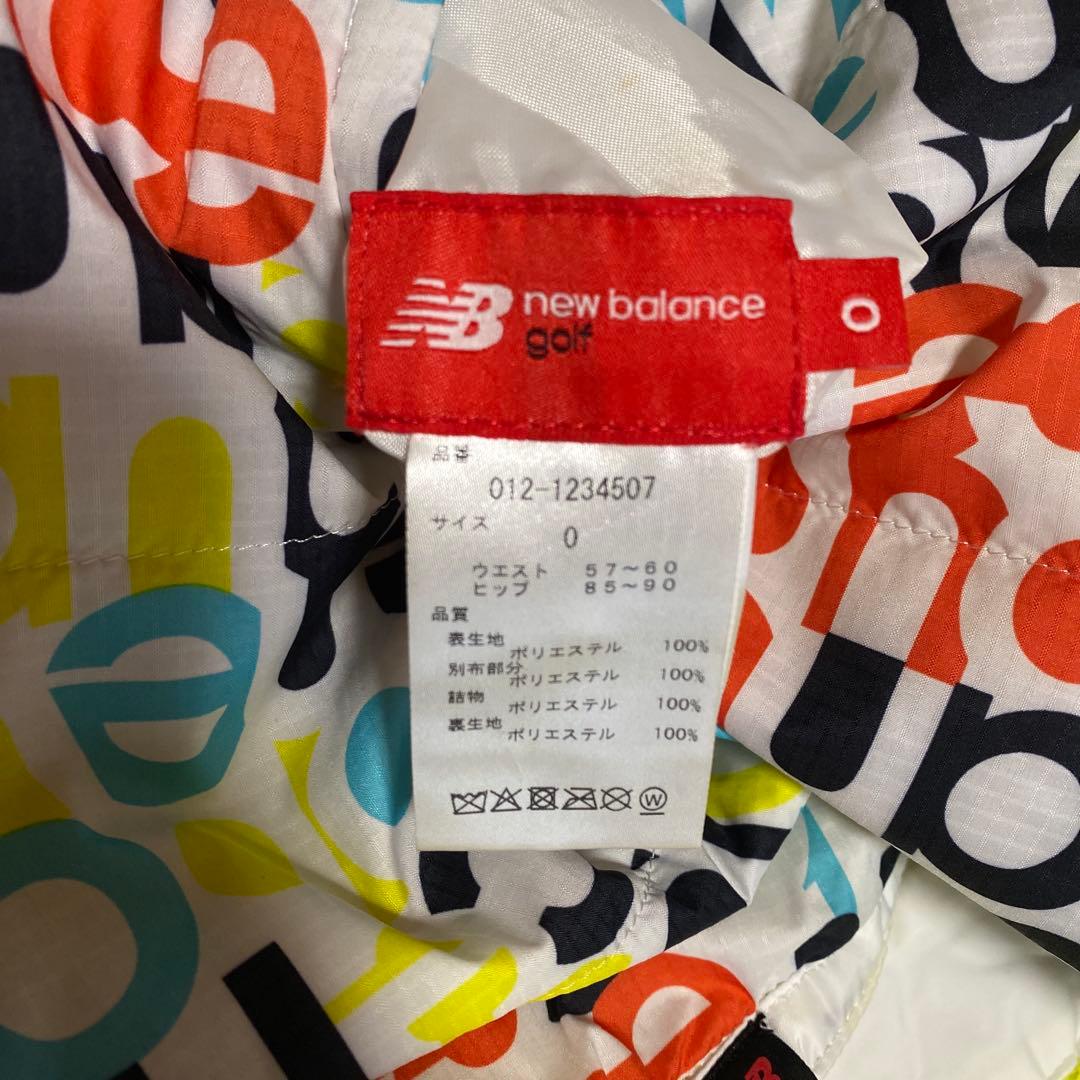 new balance
golf
0
品番
012-1234507
サイズ
0
ウエスト 57～60
ヒップ 85～90
品質
表生地 ポリエステル 100%
別布部分 ポリエステル 100%
詰物 ポリエステル 100%
裏生地 ポリエステル 100%
W